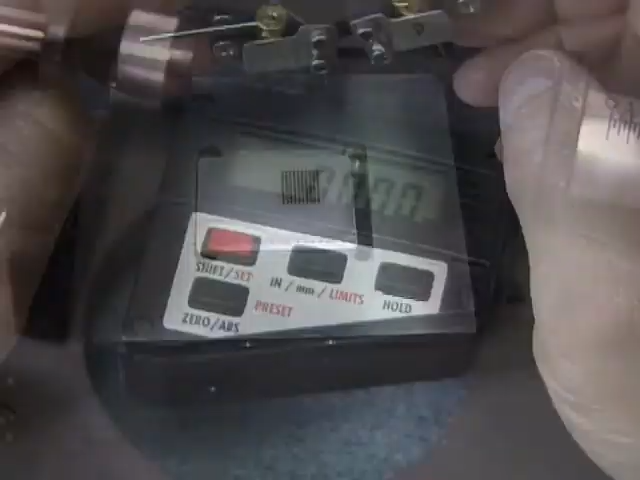 SHIFT/SET
IN / mm / LIMITS
HOLD
ZERO/ABS
PRESET